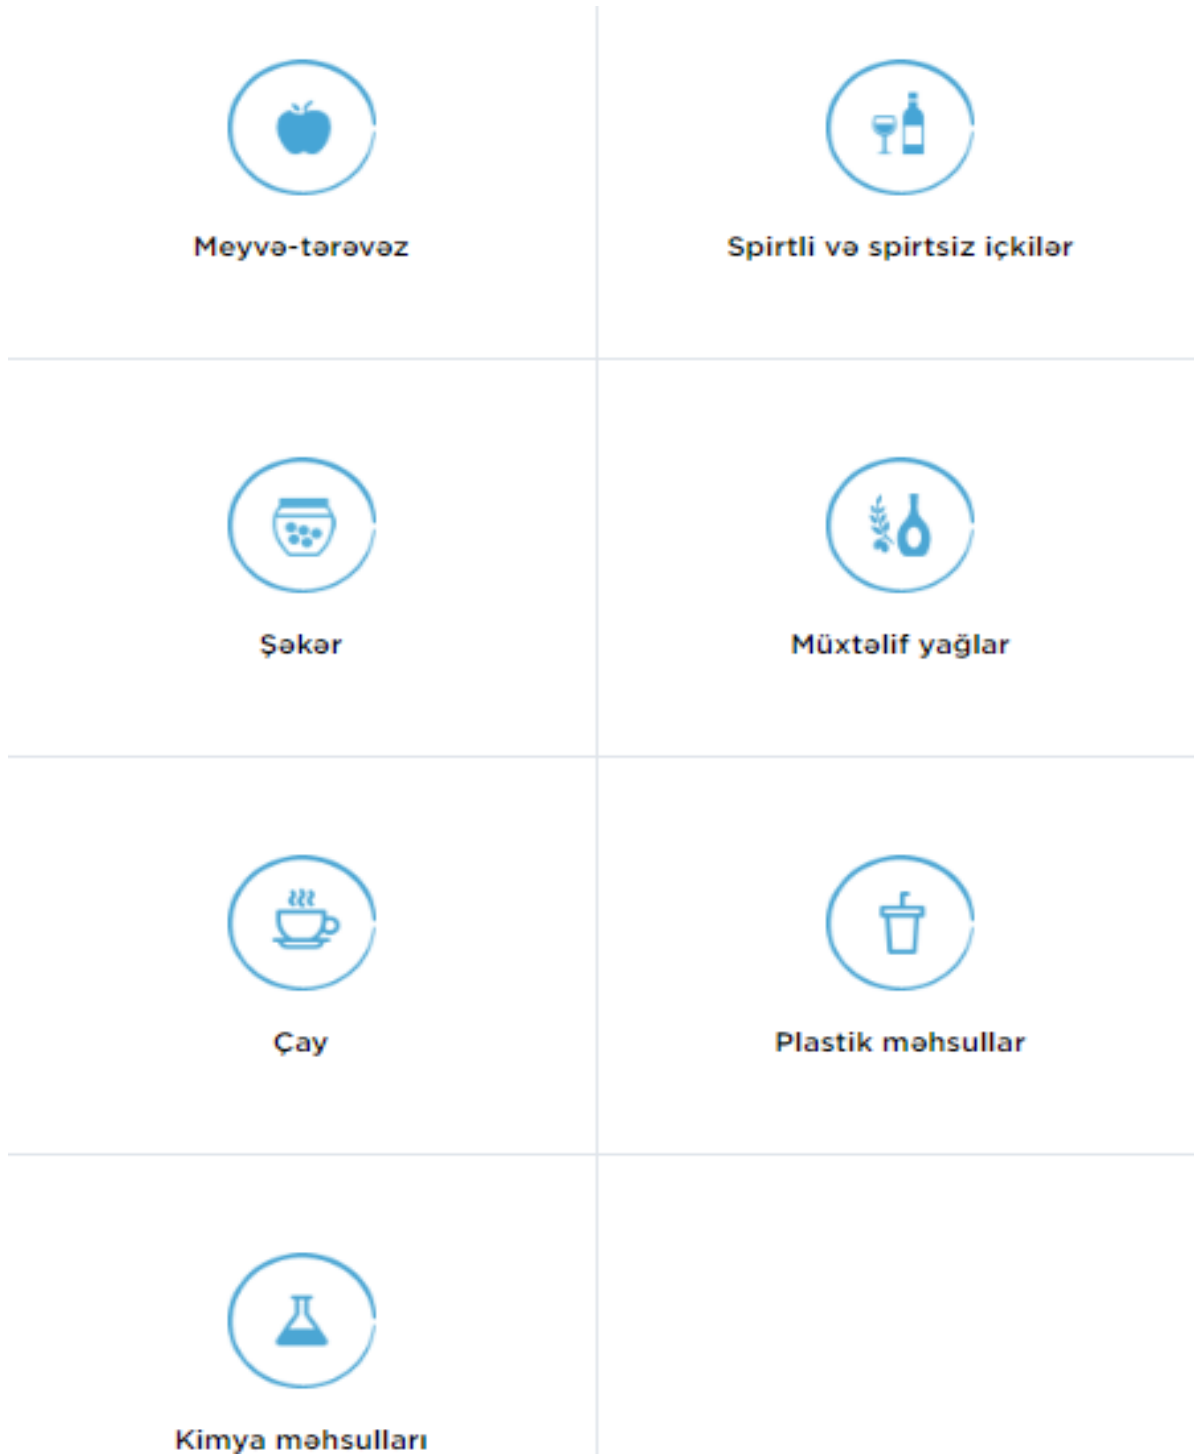 Meyvə-tərəvəz
Spirtli və spirtsiz içkilər
Şəkər
Müxtəlif yağlar
Çay
Plastik məhsullar
Kimya məhsulları